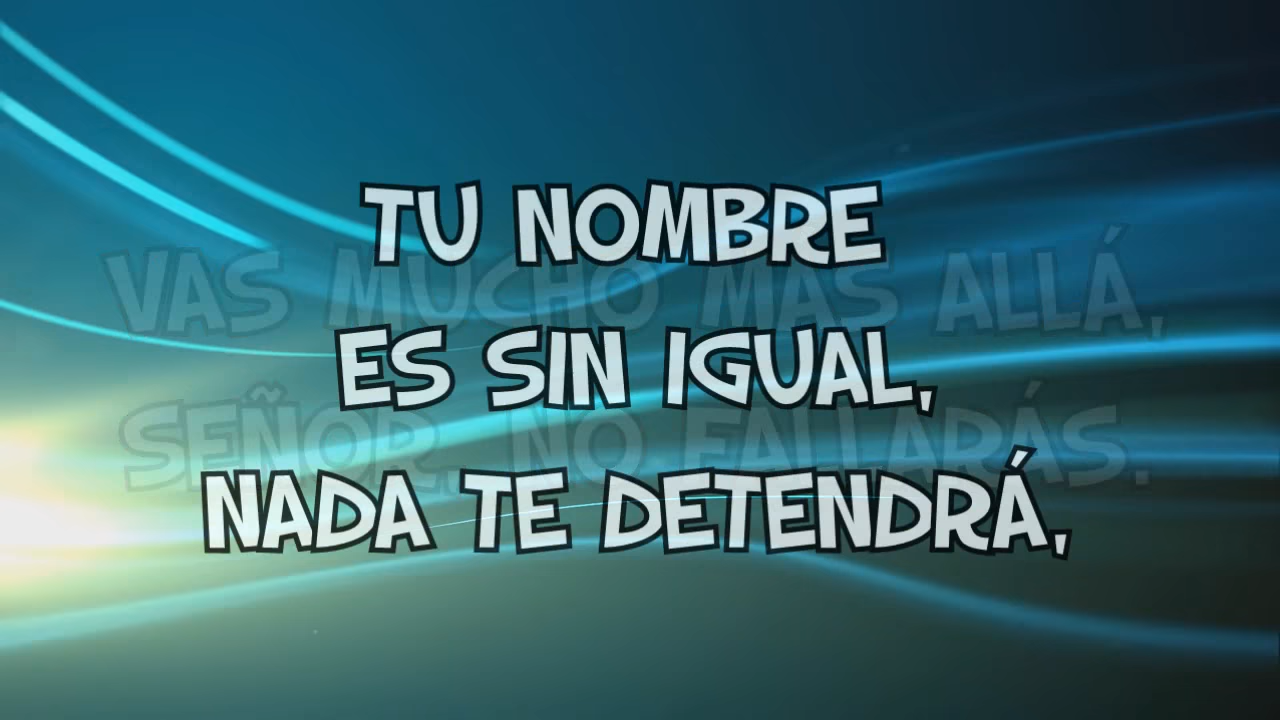 TU NOMBRE
VAS MUCHO MAS ALLÁ,
ES SIN IGUAL,
SEÑOR, NO FALLARÁS.
NADA TE DETENDRÁ,